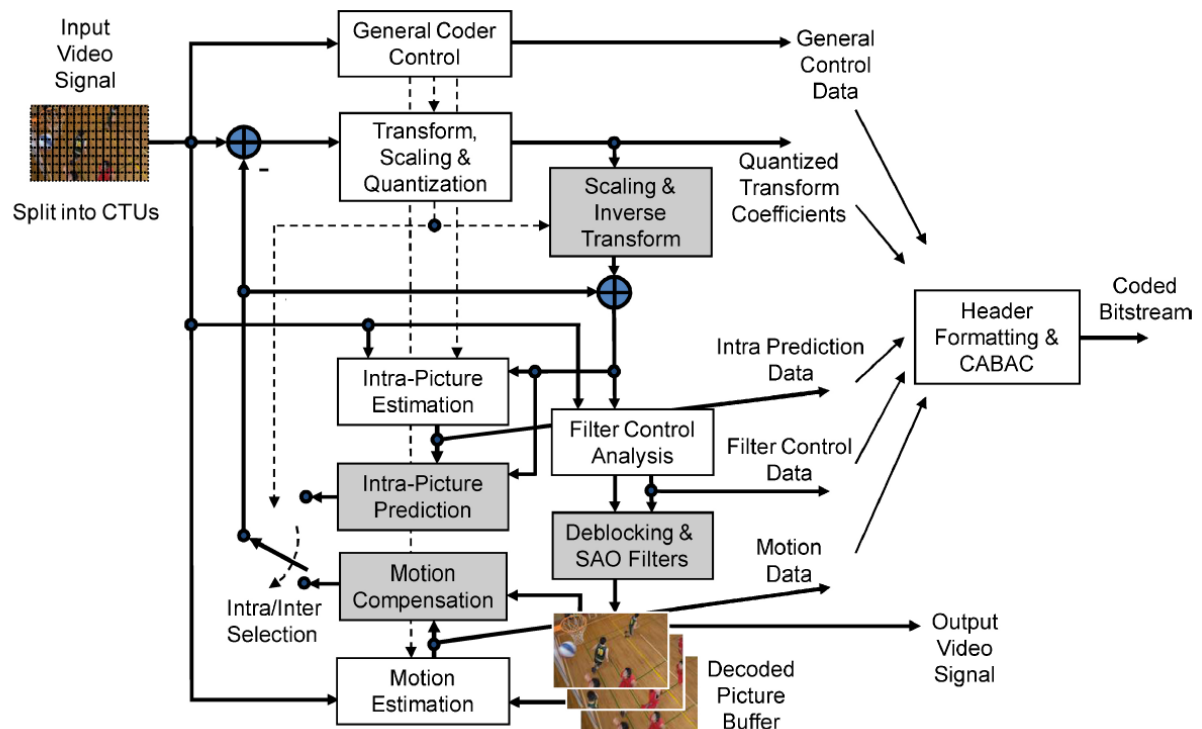 Input
Video
Signal
Split into CTUs
General Coder
Control
Transform,
Scaling &
Quantization
-
Scaling &
Inverse
Transform
General
Control
Data
Quantized
Transform
Coefficients
Header
Formatting &
CABAC
Coded
Bitstream
Intra-Picture
Estimation
Intra Prediction
Data
Filter Control
Analysis
Filter Control
Data
Intra-Picture
Prediction
Deblocking &
SAO Filters
Motion
Data
Motion
Compensation
Intra/Inter
Selection
Motion
Estimation
Decoded
Picture
Buffer
Output
Video
Signal